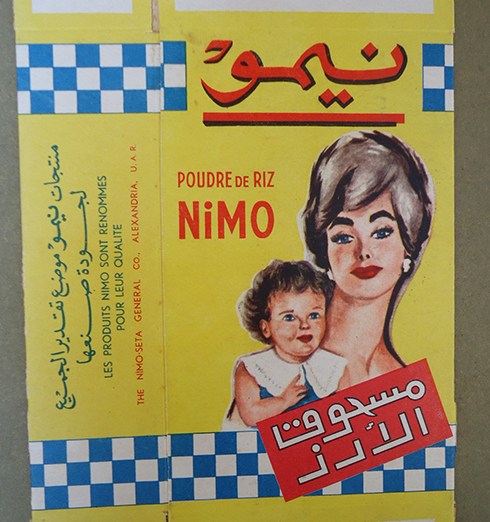 نيمو
POUDRE DE RIZ
NiMO
مسحوق
الأرز
منتجات نيمو موضع تقدير الجميع
لجودة صنعها
LES PRODUITS NIMO SONT RENOMMES
POUR LEUR QUALITE
THE NIMO-SETA GENERAL CO., ALEXANDRIA, U.A.R.